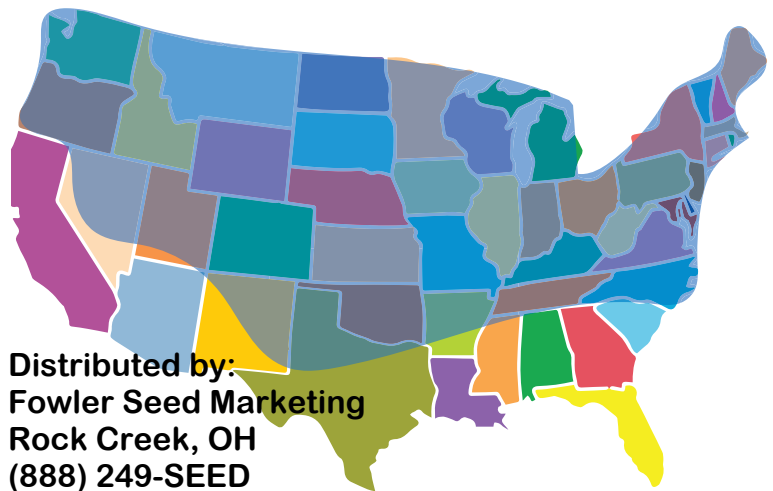 Distributed by:
Fowler Seed Marketing
Rock Creek, OH
(888) 249-SEED